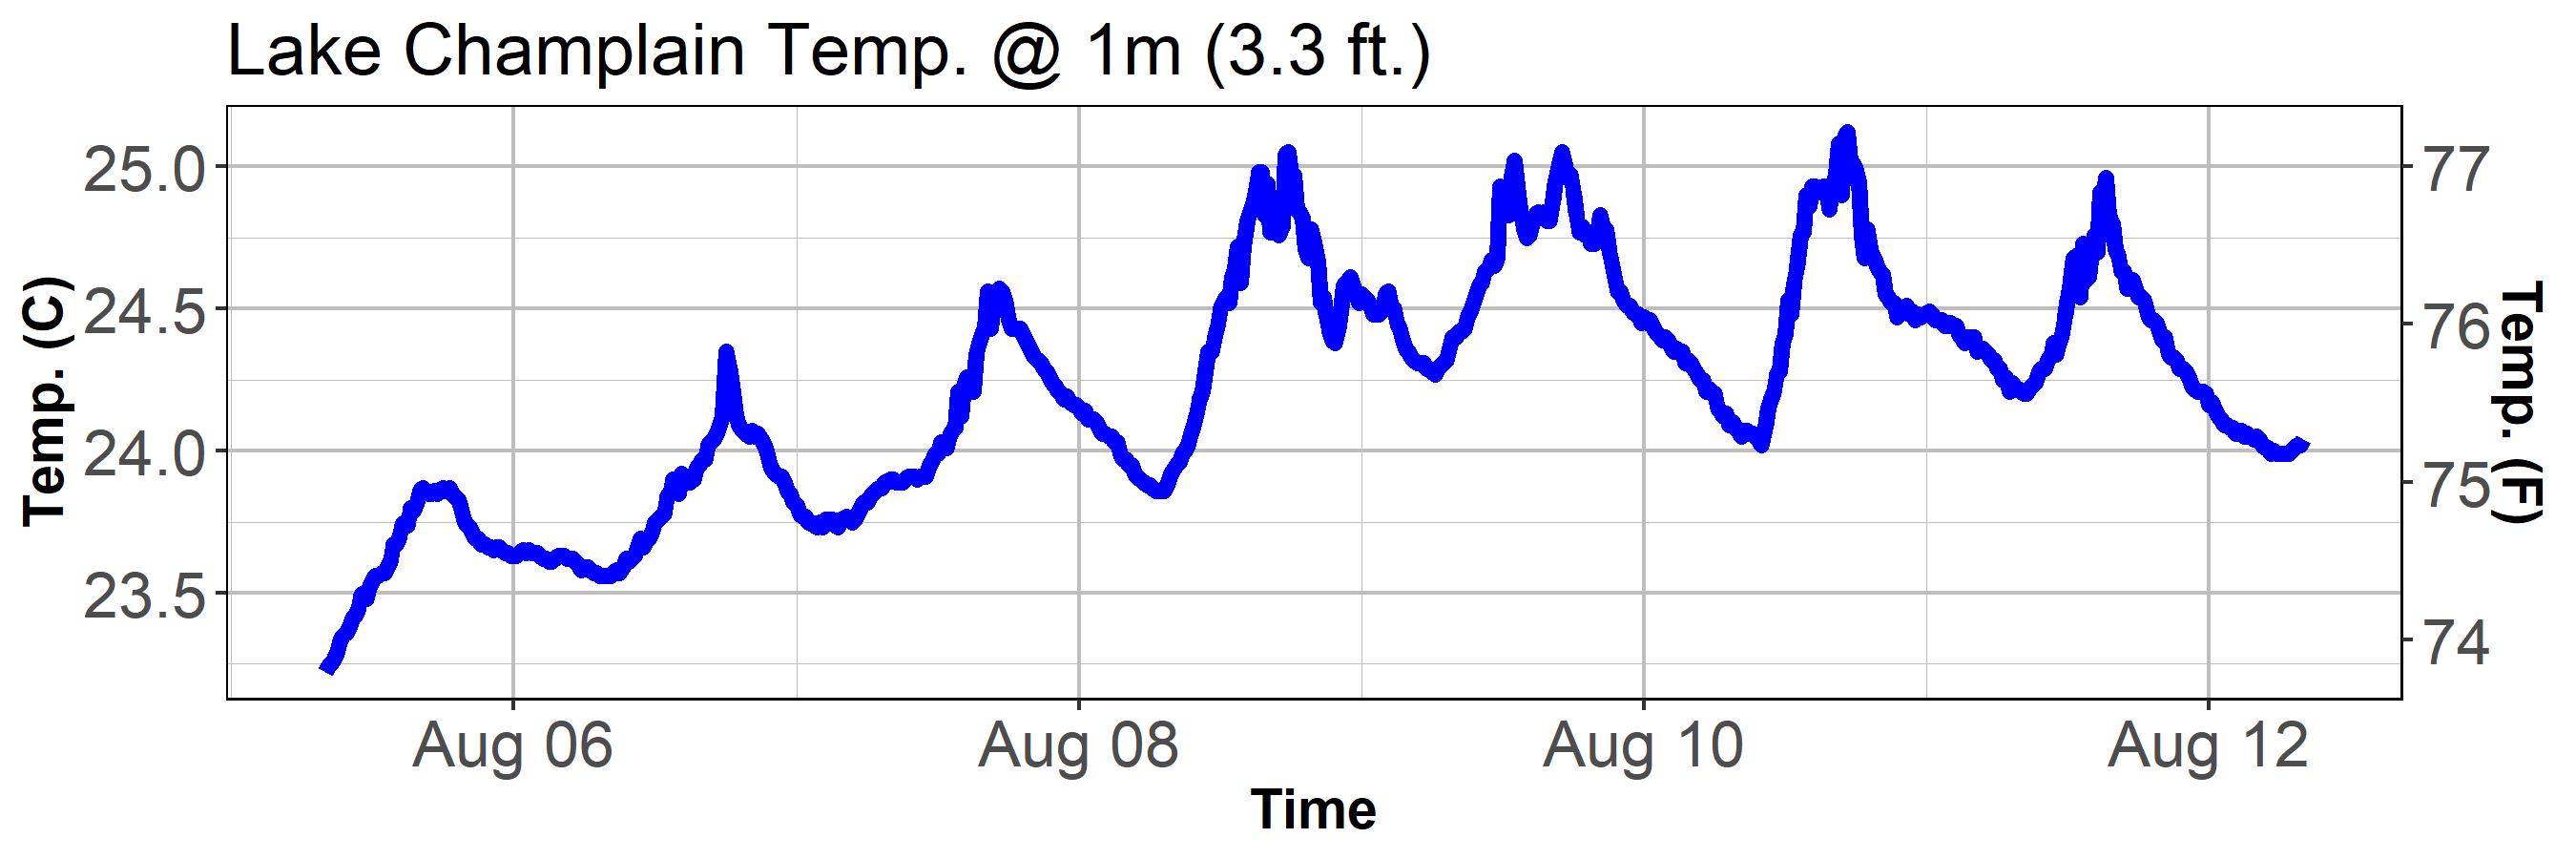 Lake Champlain Temp. @ 1m (3.3 ft.)
Temp. (C)
25.0
24.5
24.0
23.5
77
76
75
74
Temp. (F)
Aug 06
Aug 08
Aug 10
Aug 12
Time